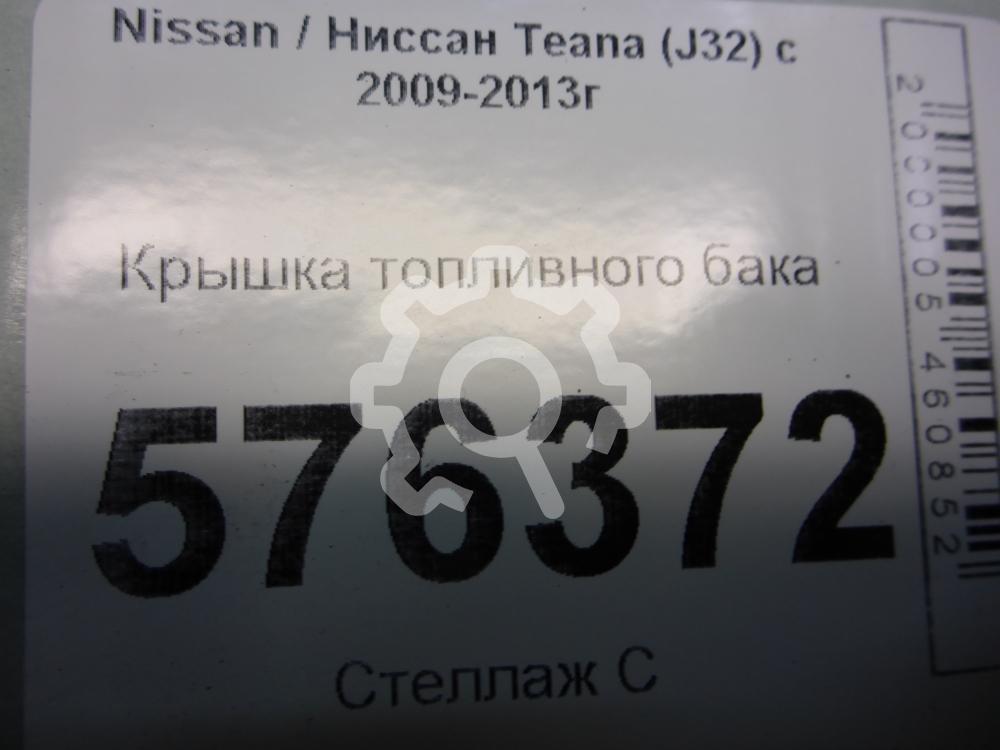 Nissan / Ниссан Teana (J32) с
2009-2013г
Крышка топливного бака
576372
Стеллаж С
2000005460852